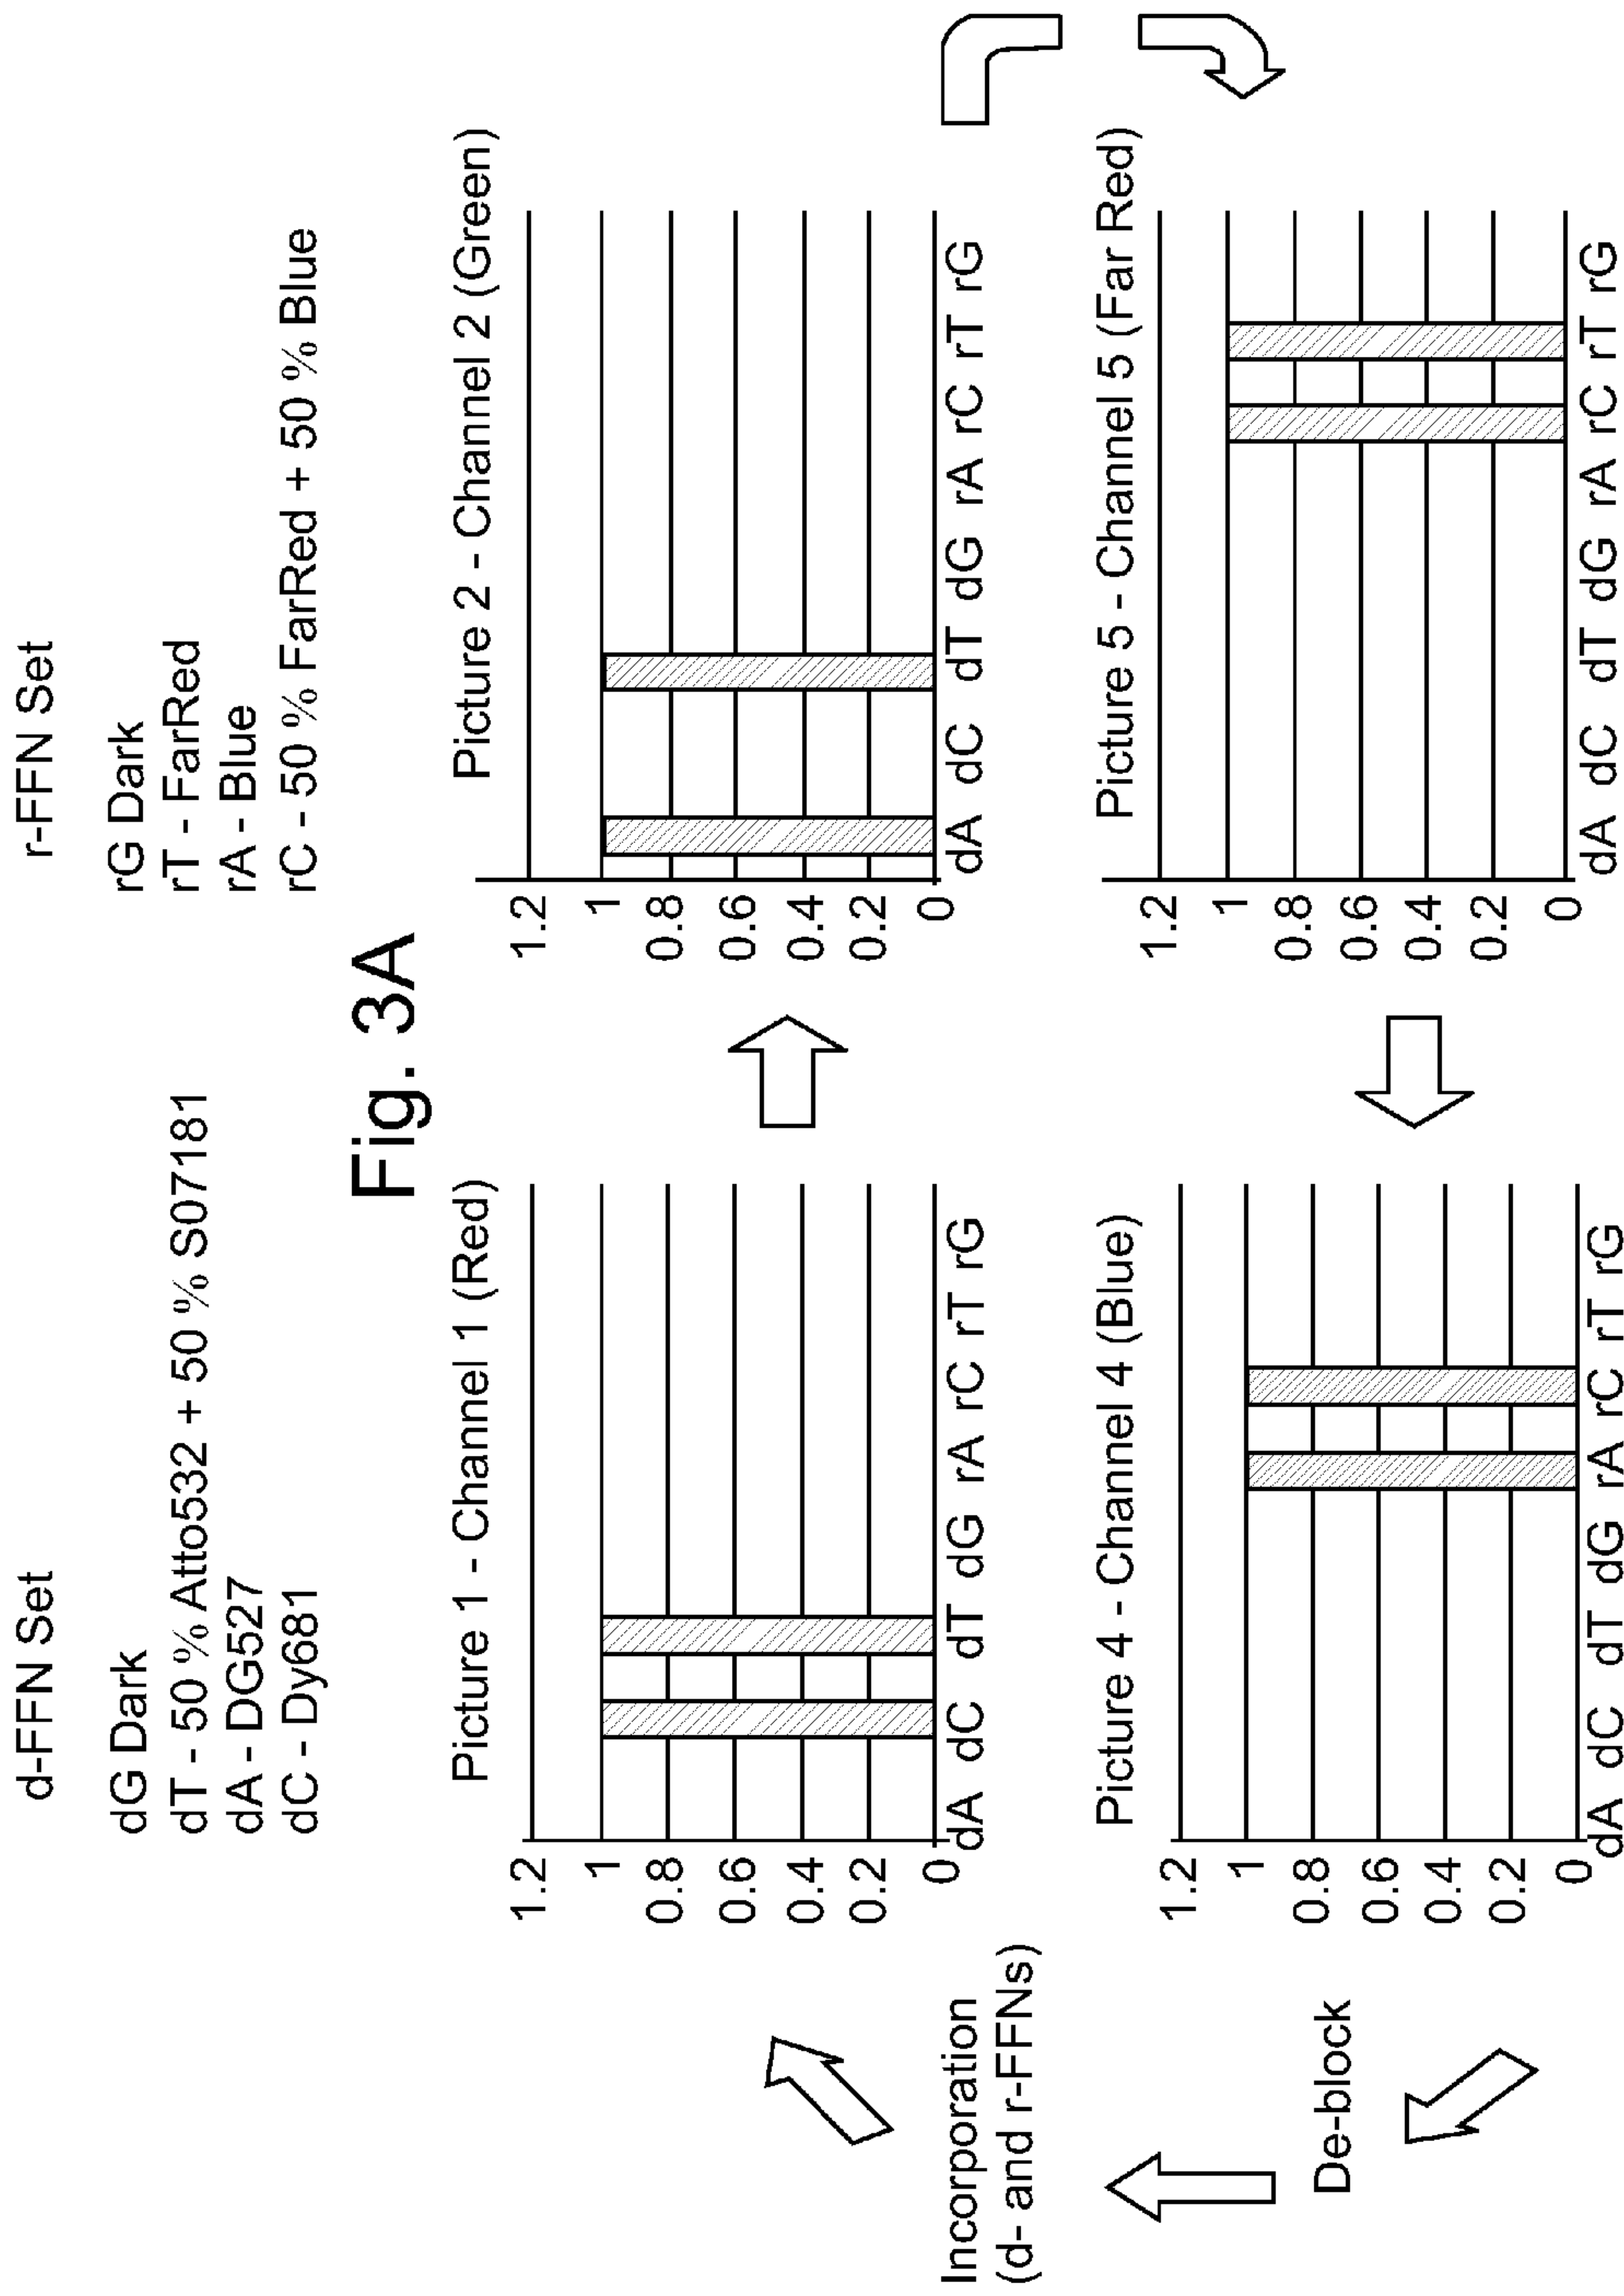 d-FFN Set
dG Dark
dT - 50 % Atto532 + 50 % S07181
dA - DG527
dC - Dy681
r-FFN Set
rG Dark
rT - FarRed
rA - Blue
rC - 50 % FarRed + 50 % Blue
Fig. 3A
Picture 1 - Channel 1 (Red)
1.2
1
0.8
0.6
0.4
0.2
0
dA dC dT dG rA rC rT rG
Picture 2 - Channel 2 (Green)
1.2
1
0.8
0.6
0.4
0.2
0
dA dC dT dG rA rC rT rG
Incorporation
(d- and r-FFNs)
De-block
Picture 4 - Channel 4 (Blue)
1.2
1
0.8
0.6
0.4
0.2
0
dA dC dT dG rA rC rT rG
Picture 5 - Channel 5 (Far Red)
1.2
1
0.8
0.6
0.4
0.2
0
dA dC dT dG rA rC rT rG